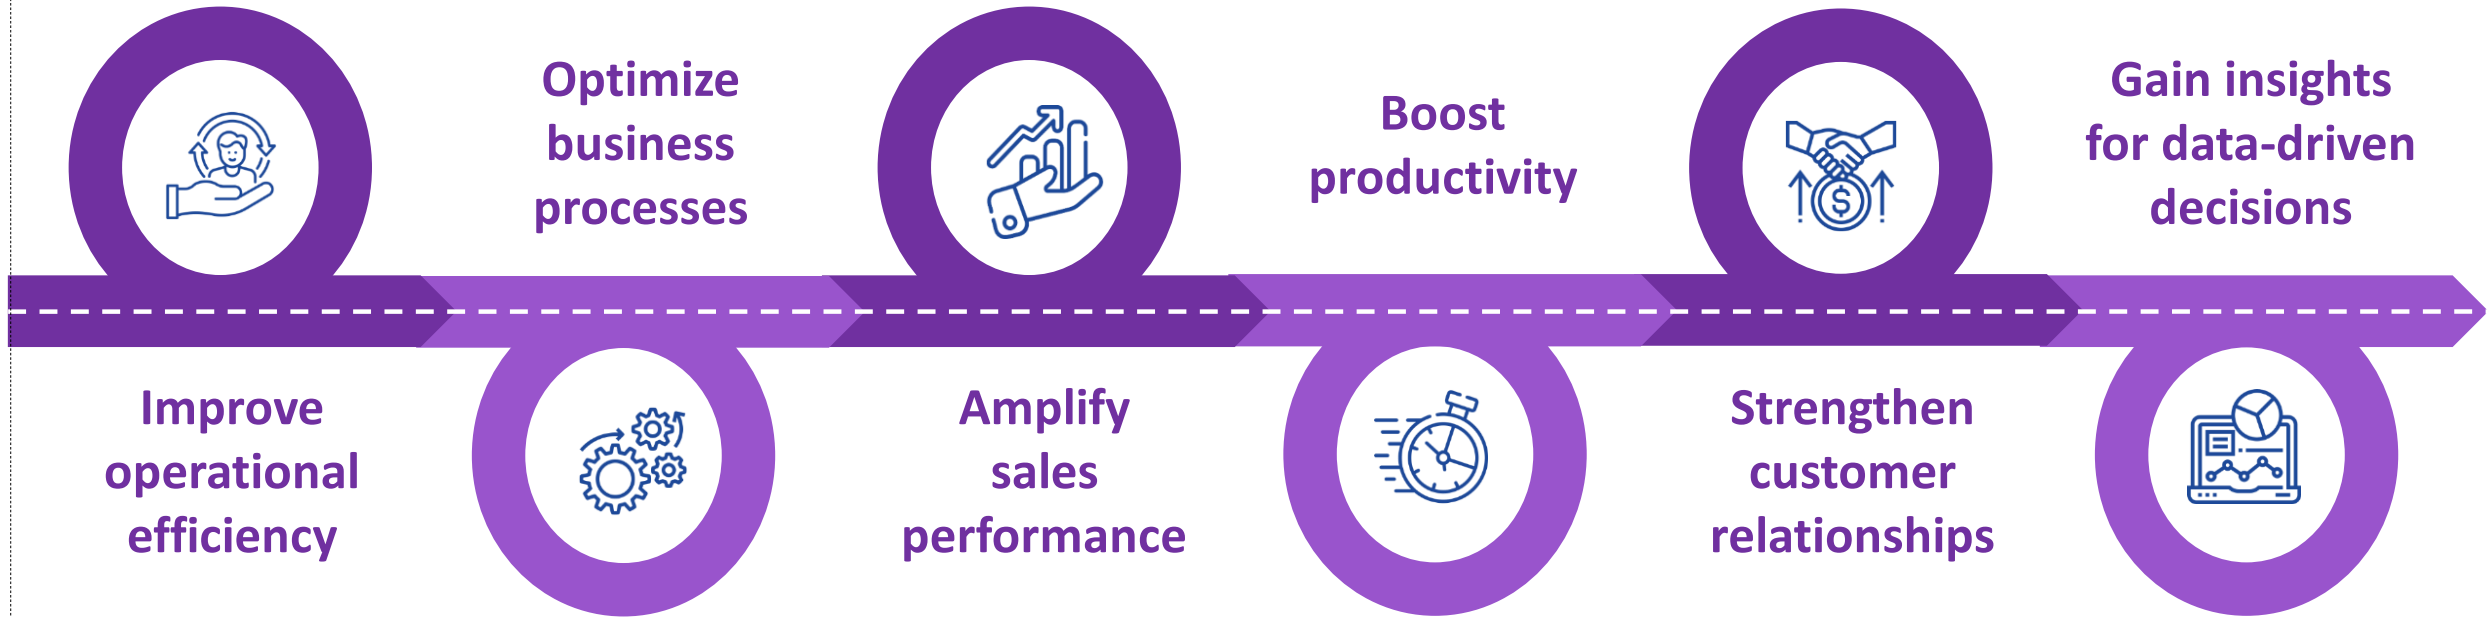 Improve
operational
efficiency
Optimize
business
processes
Amplify
sales
performance
Boost
productivity
Strengthen
customer
relationships
Gain insights
for data-driven
decisions
$